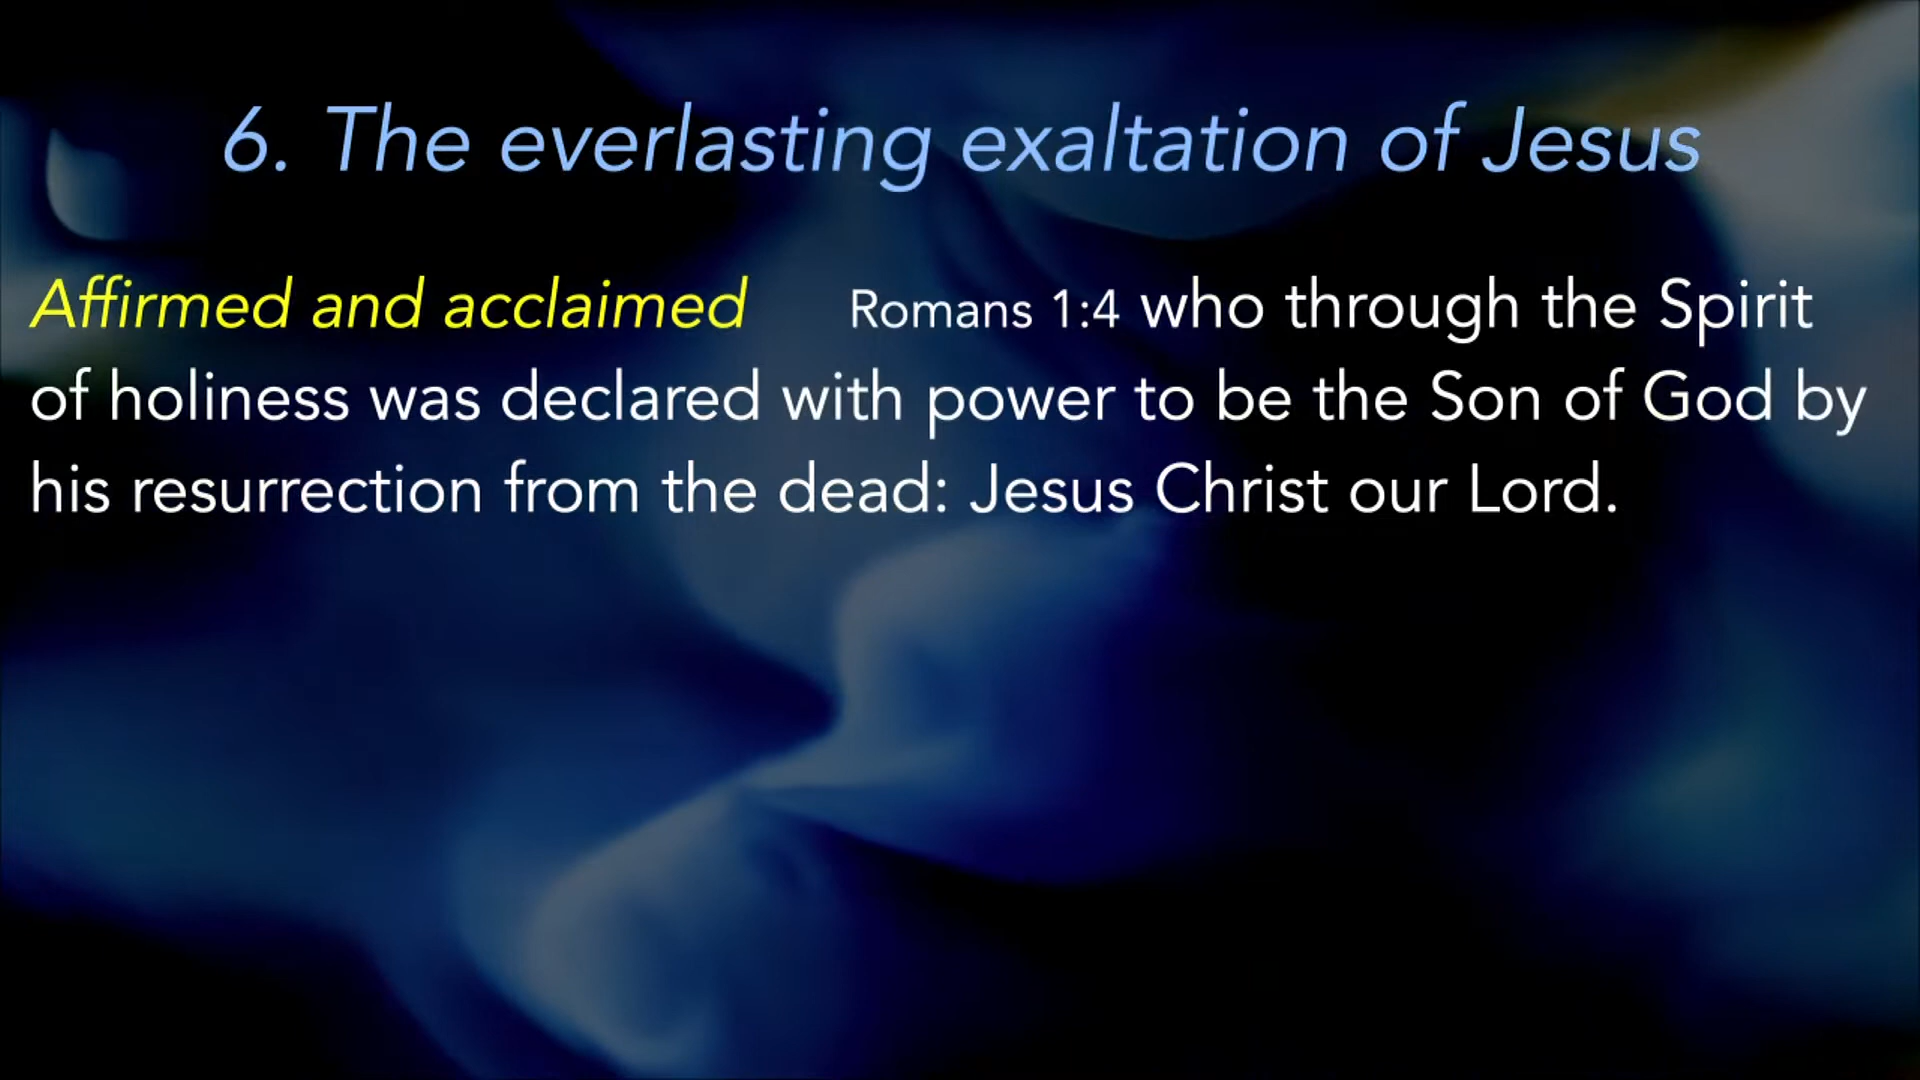 6. The everlasting exaltation of Jesus
Affirmed and acclaimed Romans 1:4 who through the Spirit
of holiness was declared with power to be the Son of God by
his resurrection from the dead: Jesus Christ our Lord.